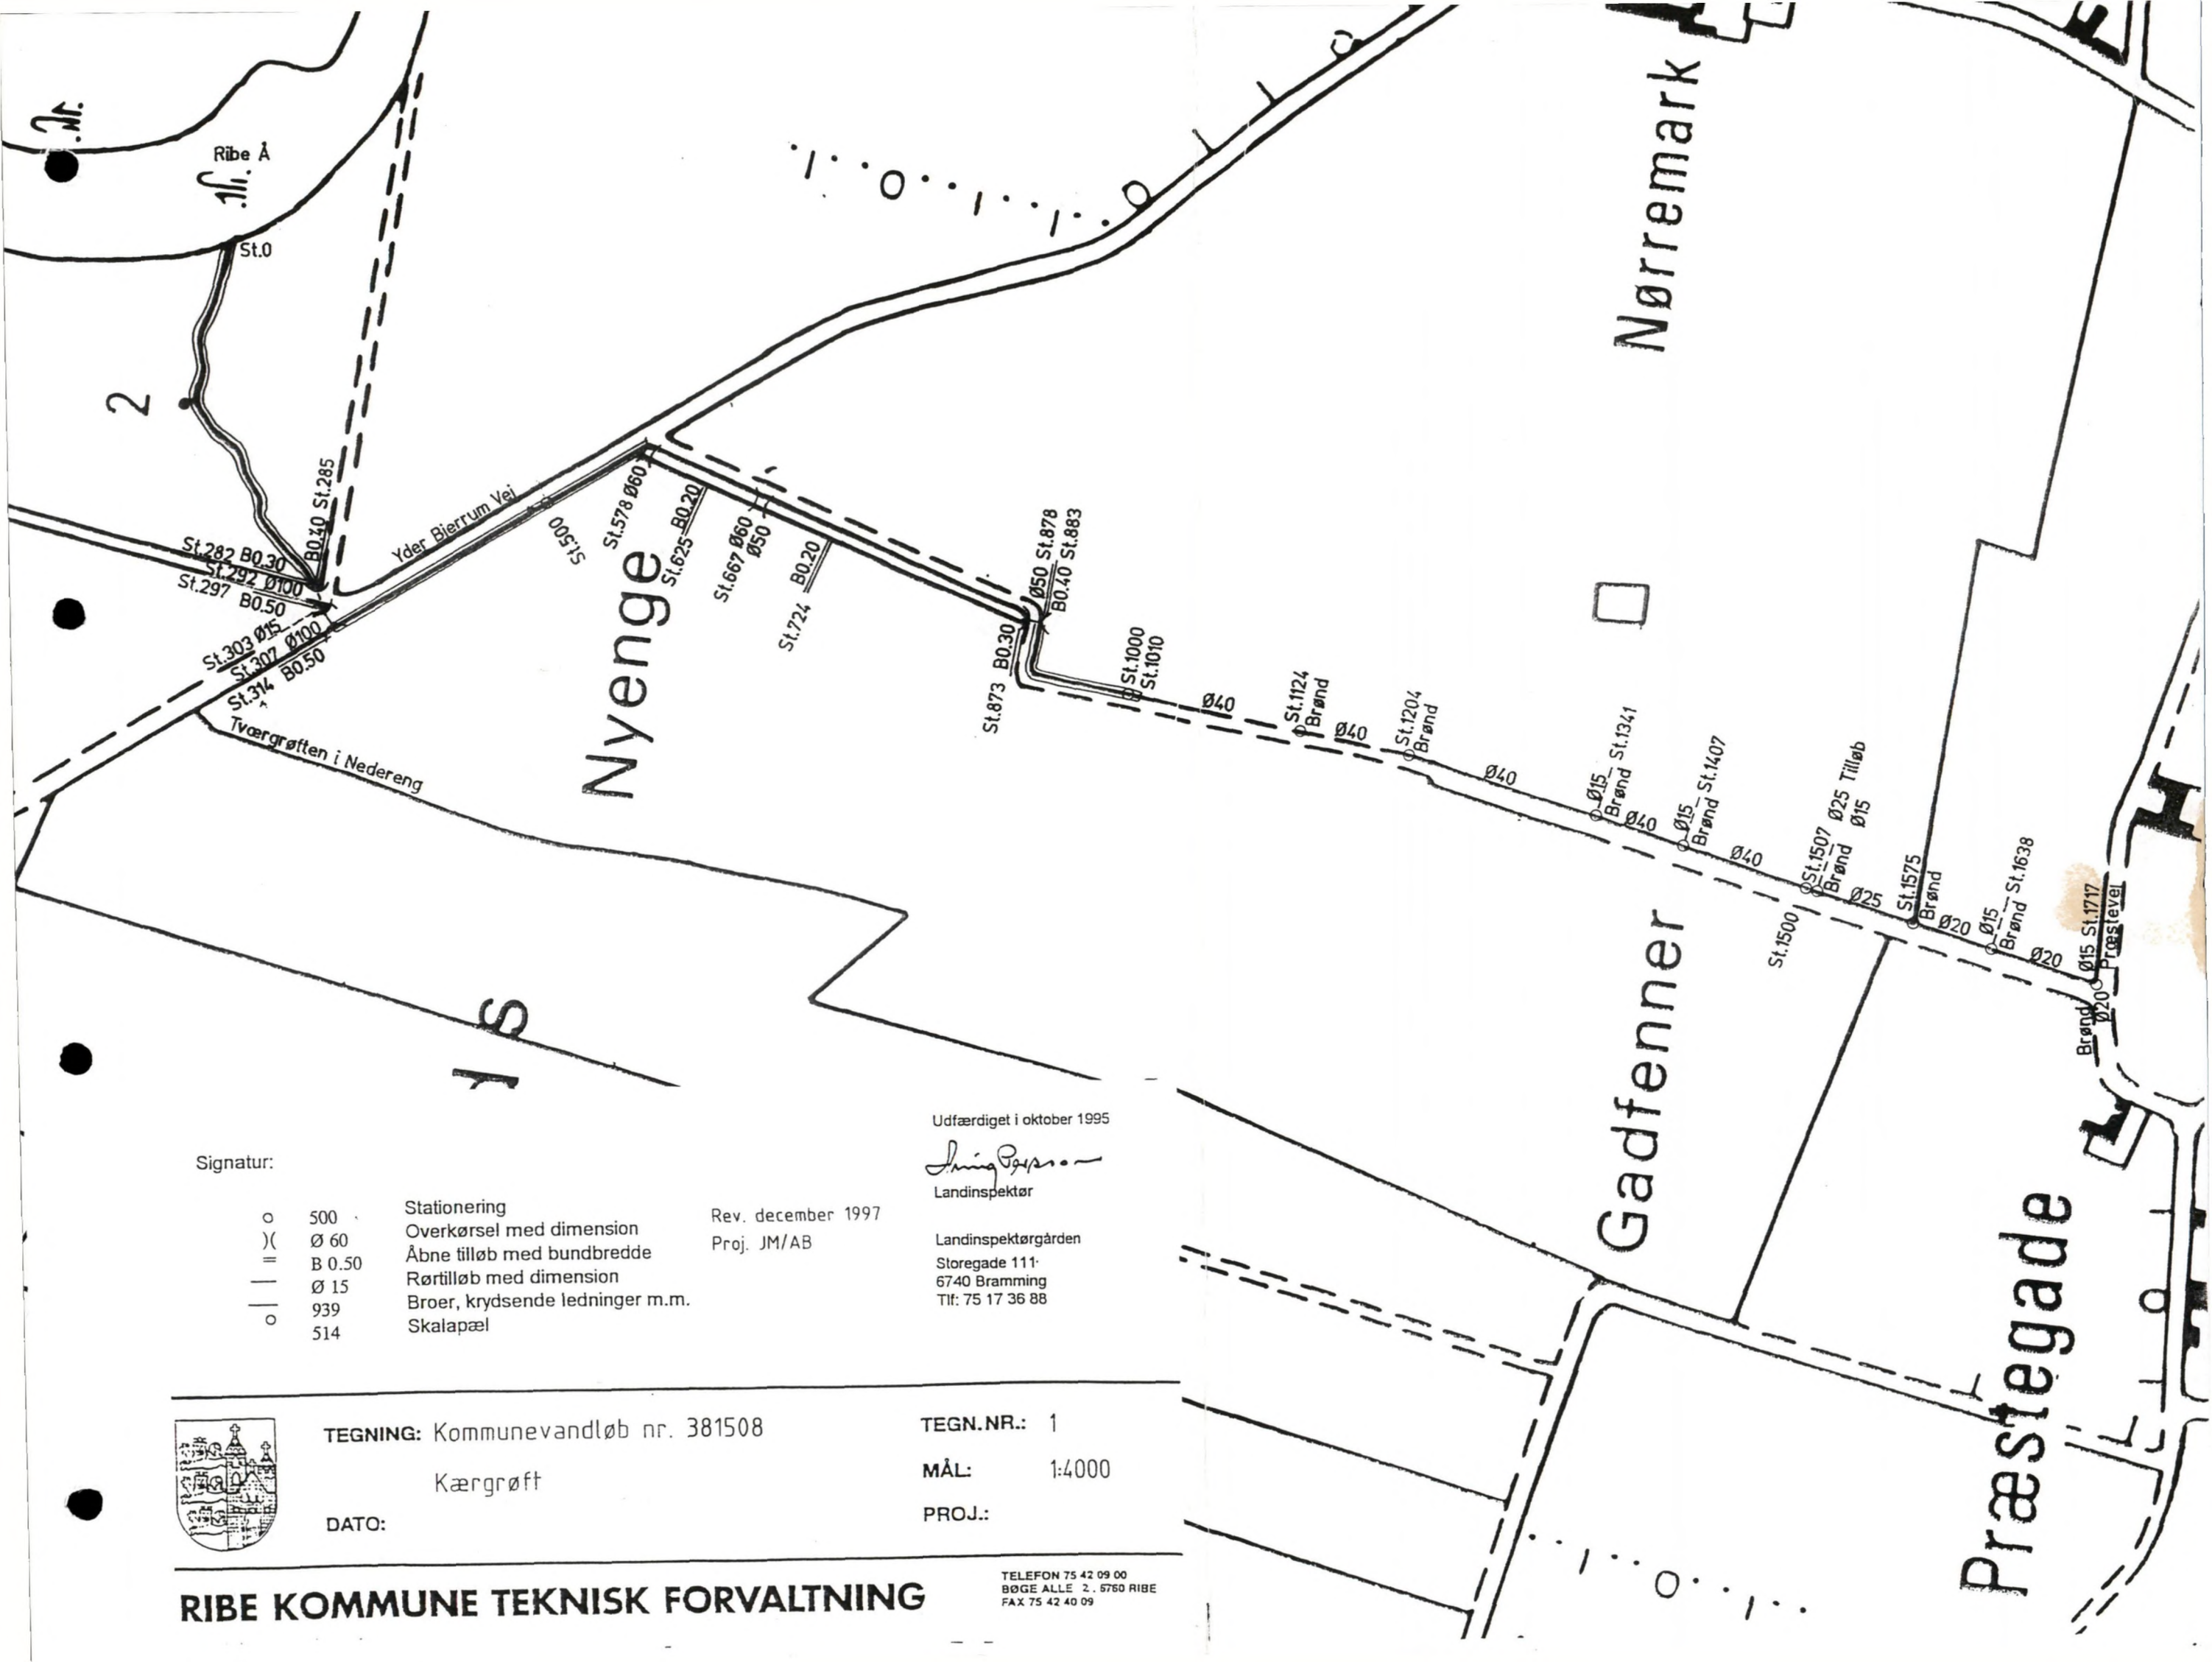 Ribe Å
St.0
2
St.282 B0.30
B0.40 St.285
St.292 Ø100
St.297 B0.50
St.303 Ø15
St.307 Ø100
St.314 B0.50
Tværgrøften i Nedereng
Yder Bjerrum Vej
St.500
St.578 Ø60
St.625 B0.20
St.667 Ø60
Ø50
St.724 B0.20
Nyenge
St.873 B0.30
Ø50 St.878
B0.40 St.883
St.1000
St.1010
Ø40
St.1124
Brønd
Ø40
St.1204
Brønd
Ø40
Ø15 St.1341
Brønd
Ø40
Ø15 St.1407
Brønd
Ø40
St.1500
St.1507 Ø25 Tilløb
Brønd Ø15
Ø25
St.1575
Brønd
Ø20
Ø15
Brønd St.1638
Ø20
Ø15 St.1717
Præstevej
Brønd
Ø20
Nørremark
Gadfenner
Præstegade
Signatur:
500 Stationering
Ø 60 Overkørsel med dimension
B 0.50 Åbne tilløb med bundbredde
Ø 15 Rørtilløb med dimension
939 Broer, krydsende ledninger m.m.
514 Skalapæl
Rev. december 1997
Proj. JM/AB
Udfærdiget i oktober 1995
Landinspektør
Landinspektørgården
Storegade 111
6740 Bramming
Tlf: 75 17 36 88
TEGNING: Kommunevandløb nr. 381508
Kærgrøft
DATO:
TEGN.NR.: 1
MÅL: 1:4000
PROJ.:
RIBE KOMMUNE TEKNISK FORVALTNING
TELEFON 75 42 09 00
BØGE ALLE 2. 6760 RIBE
FAX 75 42 40 09